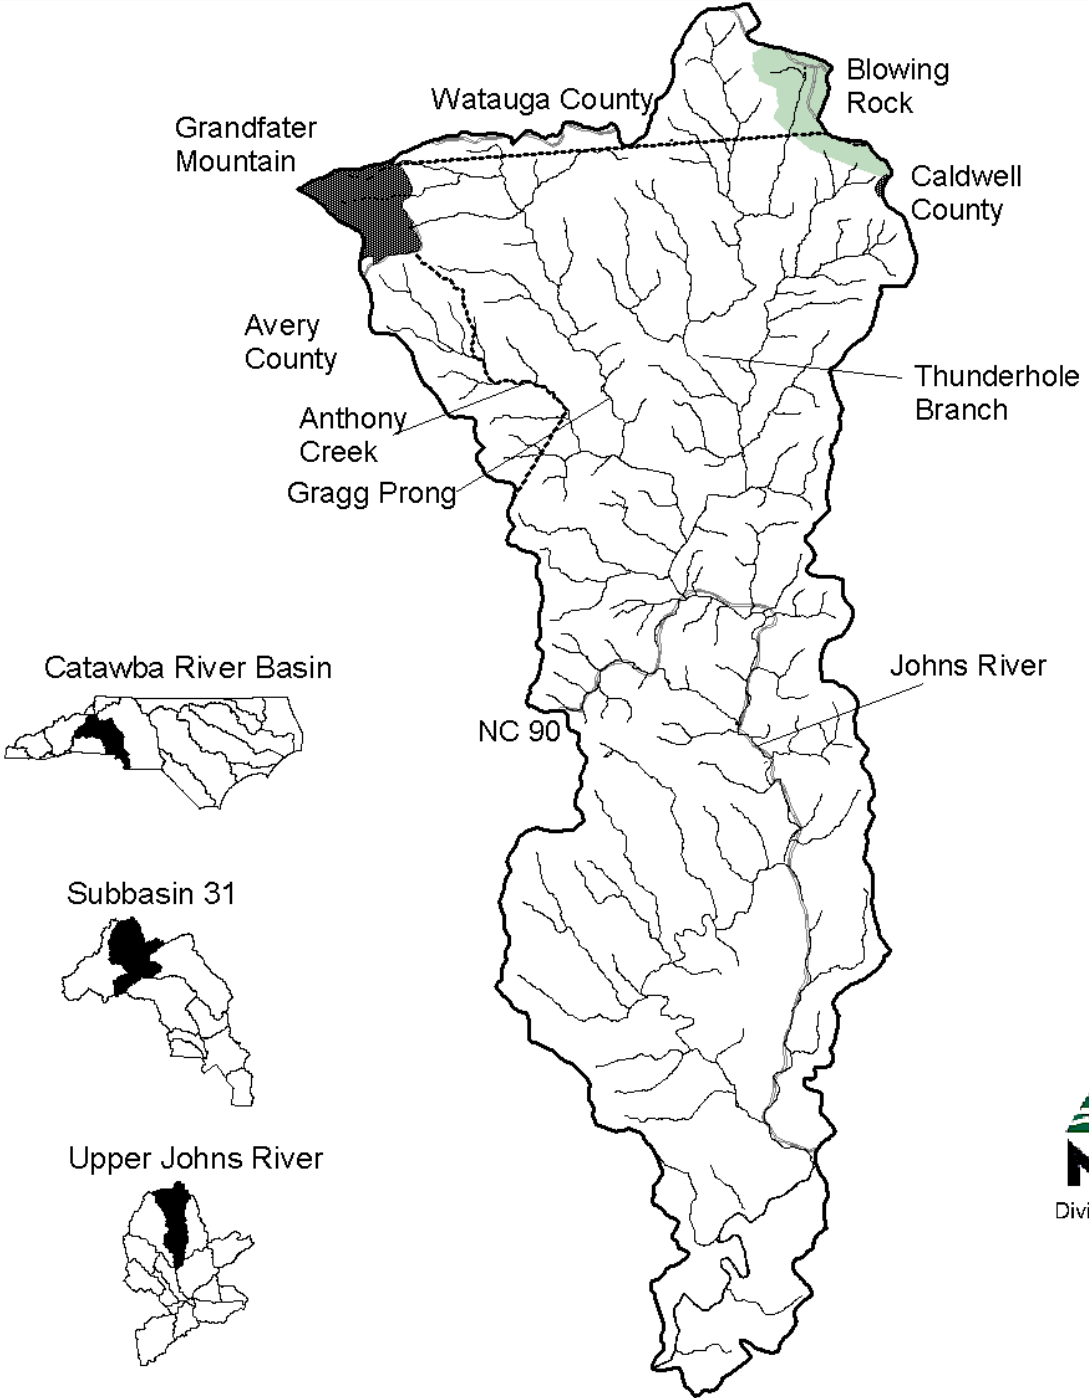 Blowing
Rock
Watauga County
Grandfater
Mountain
Caldwell
County
Avery
County
Thunderhole
Branch
Anthony
Creek
Gragg Prong
Catawba River Basin
Johns River
NC 90
Subbasin 31
Upper Johns River